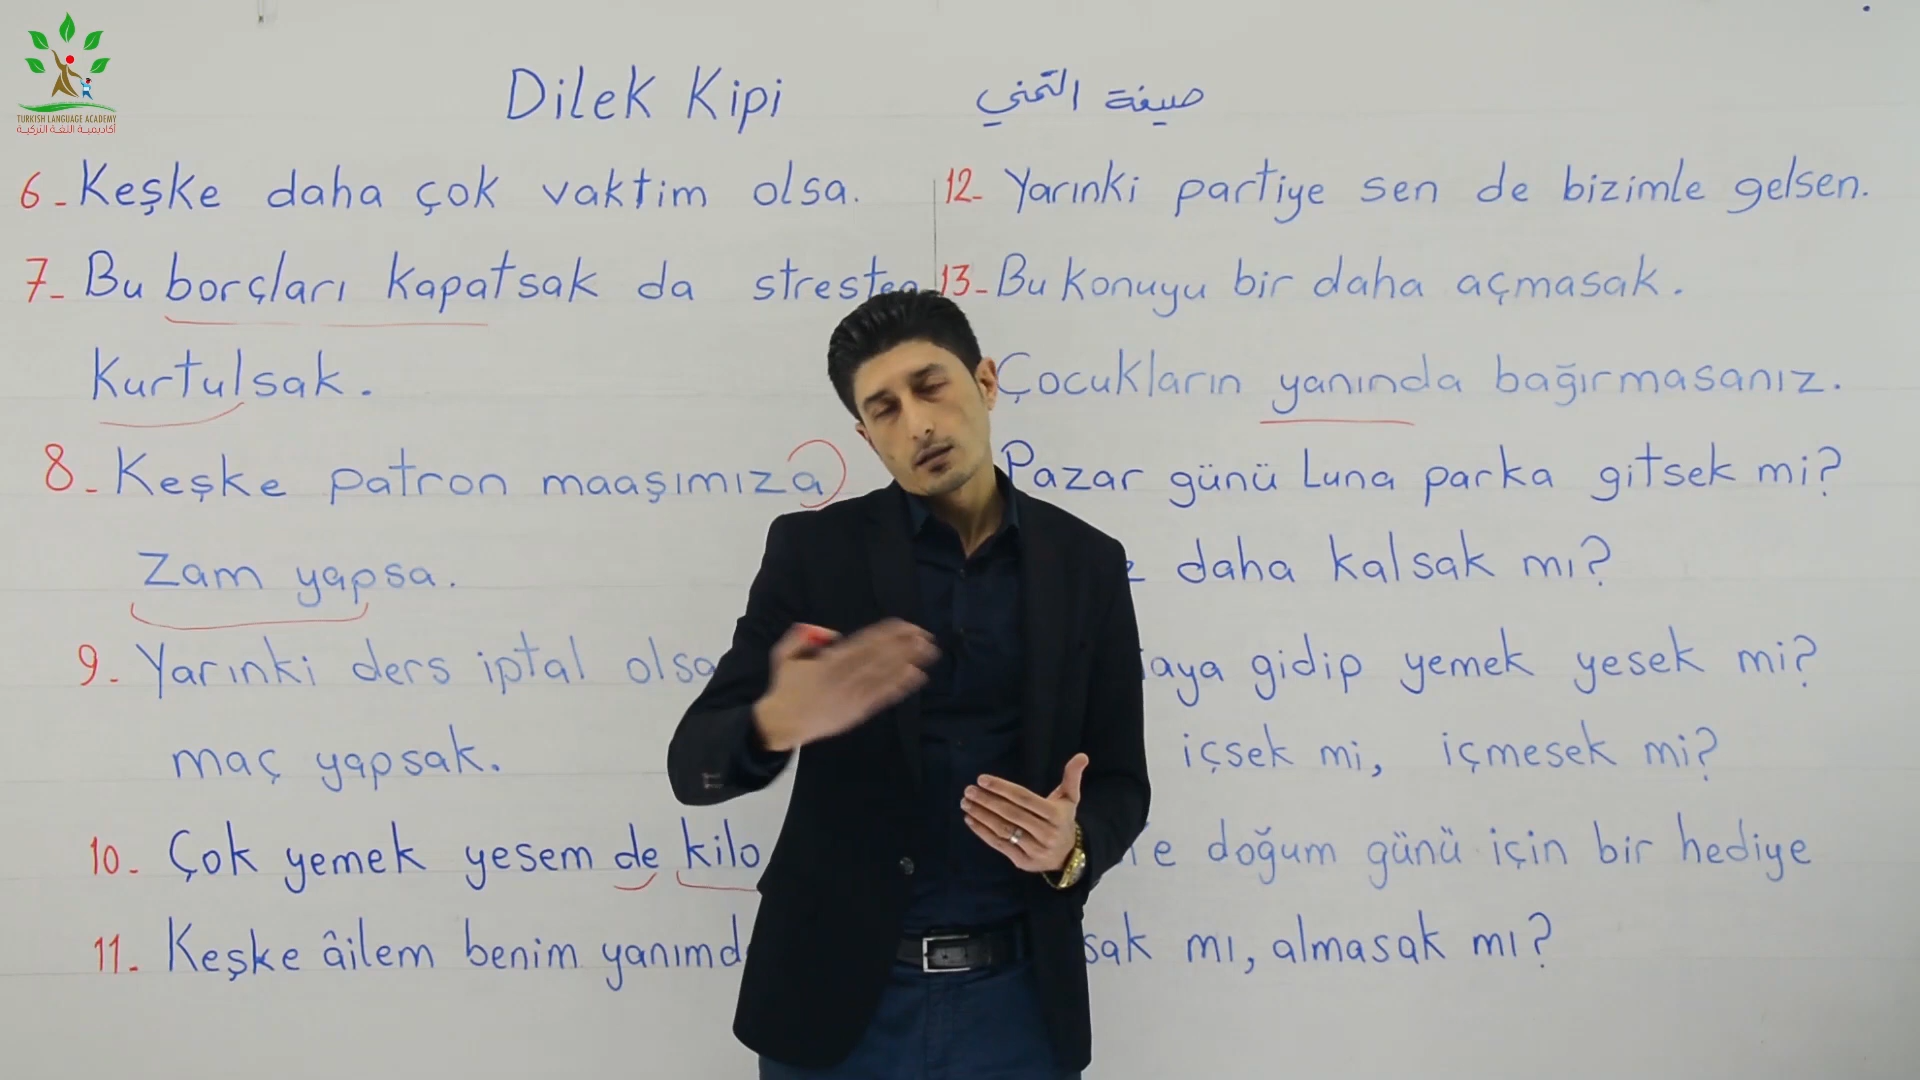 TURKISH LANGUAGE ACADEMY
أكاديمية اللغة التركية
Dilek Kipi
صيغة التمني
6- Keşke daha çok vaktim olsa.
7- Bu borçları kapatsak da stresten
Kurtulsak.
8- Keşke patron maaşımıza
Zam yapsa.
9- Yarınki ders iptal olsa
maç yapsak.
10- Çok yemek yesem de kilo
11- Keşke âilem benim
12- Yarınki partiye sen de bizimle gelsen.
13- Bu konuyu bir daha açmasak.
Çocukların yanında bağırmasanız.
Pazar günü Luna parka gitsek mi?
daha kalsak mı?
gidip yemek yesek mi?
içsek mi, içmesek mi?
doğum günü için bir hediye
mı, almasak mı?